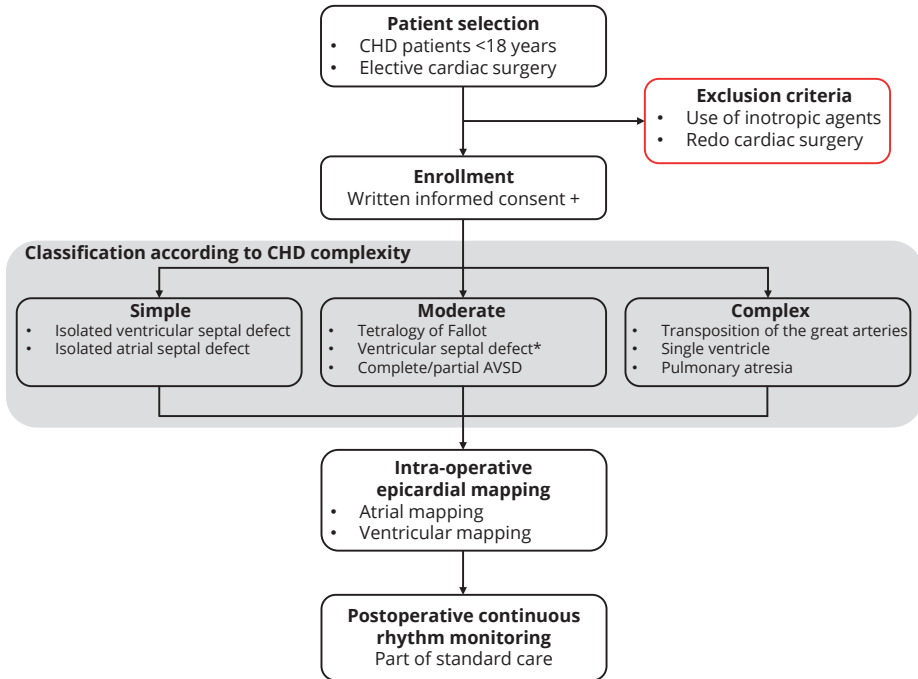 Patient selection
• CHD patients <18 years
• Elective cardiac surgery
Exclusion criteria
• Use of inotropic agents
• Redo cardiac surgery
Enrollment
Written informed consent +
Classification according to CHD complexity
Simple
• Isolated ventricular septal defect
• Isolated atrial septal defect
Moderate
• Tetralogy of Fallot
• Ventricular septal defect*
• Complete/partial AVSD
Complex
• Transposition of the great arteries
• Single ventricle
• Pulmonary atresia
Intra-operative
epicardial mapping
• Atrial mapping
• Ventricular mapping
Postoperative continuous
rhythm monitoring
Part of standard care